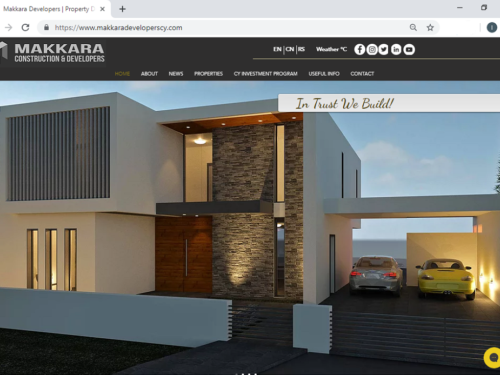 Makkara Developers | Property D
https://www.makkaradeveloperscy.com
MAKKARA
CONSTRUCTION & DEVELOPERS
EN | CN | RS Weather °C
HOME ABOUT NEWS PROPERTIES CY INVESTMENT PROGRAM USEFUL INFO CONTACT
In Trust We Build!